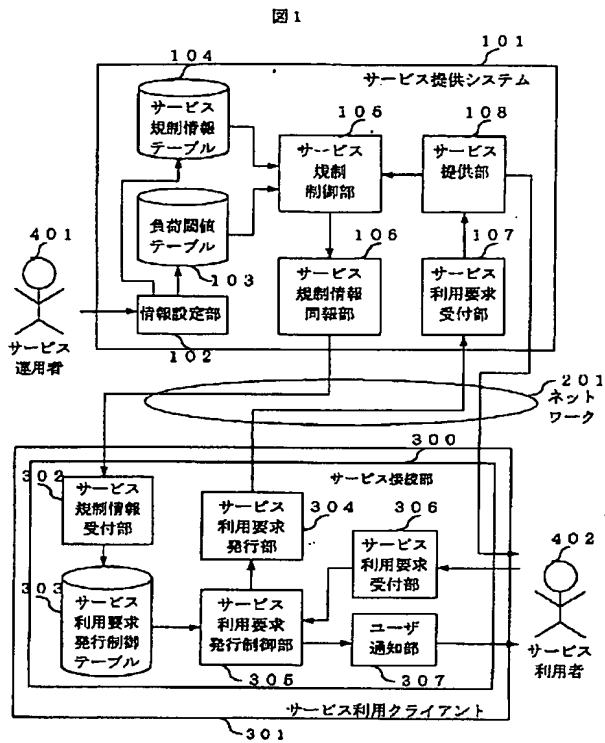 図1
101
サービス提供システム
104
サービス
規制情報
テーブル
105
サービス
規制
制御部
108
サービス
提供部
負荷閾値
テーブル
103
401
サービス
運用者
情報設定部
102
106
サービス
規制情報
同報部
107
サービス
利用要求
受付部
201
ネット
ワーク
300
サービス接続部
302
サービス
規制情報
受付部
サービス
利用要求
発行部
304
306
サービス
利用要求
受付部
402
サービス
利用者
303
サービス
利用要求
発行制御
テーブル
サービス
利用要求
発行制御部
305
ユーザ
通知部
307
サービス利用クライアント
301